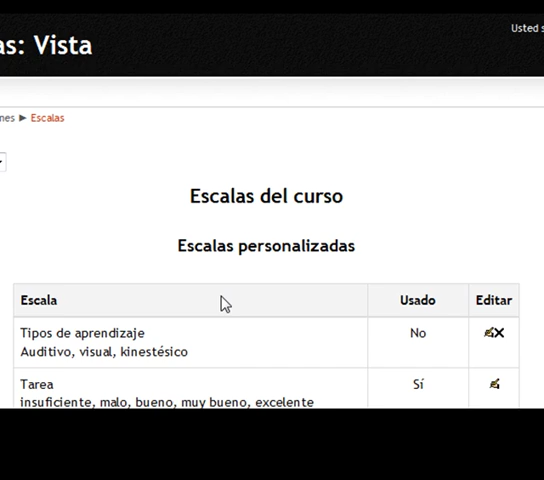 as: Vista
Usted s
nes ► Escalas
Escalas del curso
Escalas personalizadas
Escala Usado Editar
Tipos de aprendizaje No
Auditivo, visual, kinestésico
Tarea Sí
insuficiente, malo, bueno, muy bueno, excelente